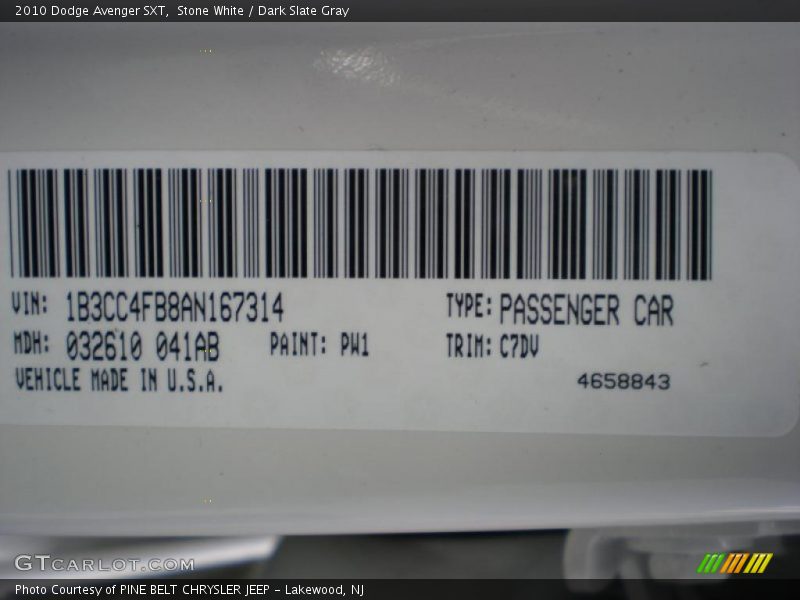 2010 Dodge Avenger SXT,  Stone White / Dark Slate Gray
VIN: 1B3CC4FB8AN167314 TYPE: PASSENGER CAR
MDH: 032610 041AB PAINT: PW1 TRIM: C7DV
VEHICLE MADE IN U.S.A. 4658843
GTCARLOT.COM
Photo Courtesy of PINE BELT CHRYSLER JEEP - Lakewood, NJ